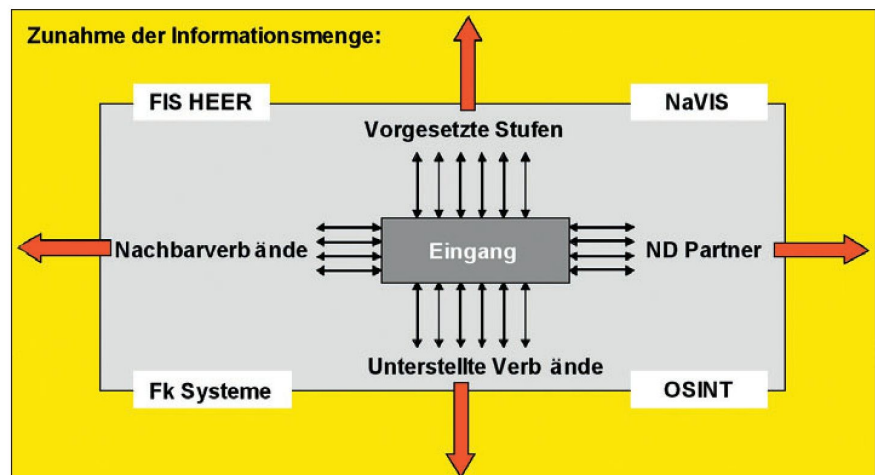 Zunahme der Informationsmenge:
FIS HEER
NaVIS
Vorgesetzte Stufen
Nachbarverb ände
Eingang
ND Partner
Unterstellte Verb ände
Fk Systeme
OSINT